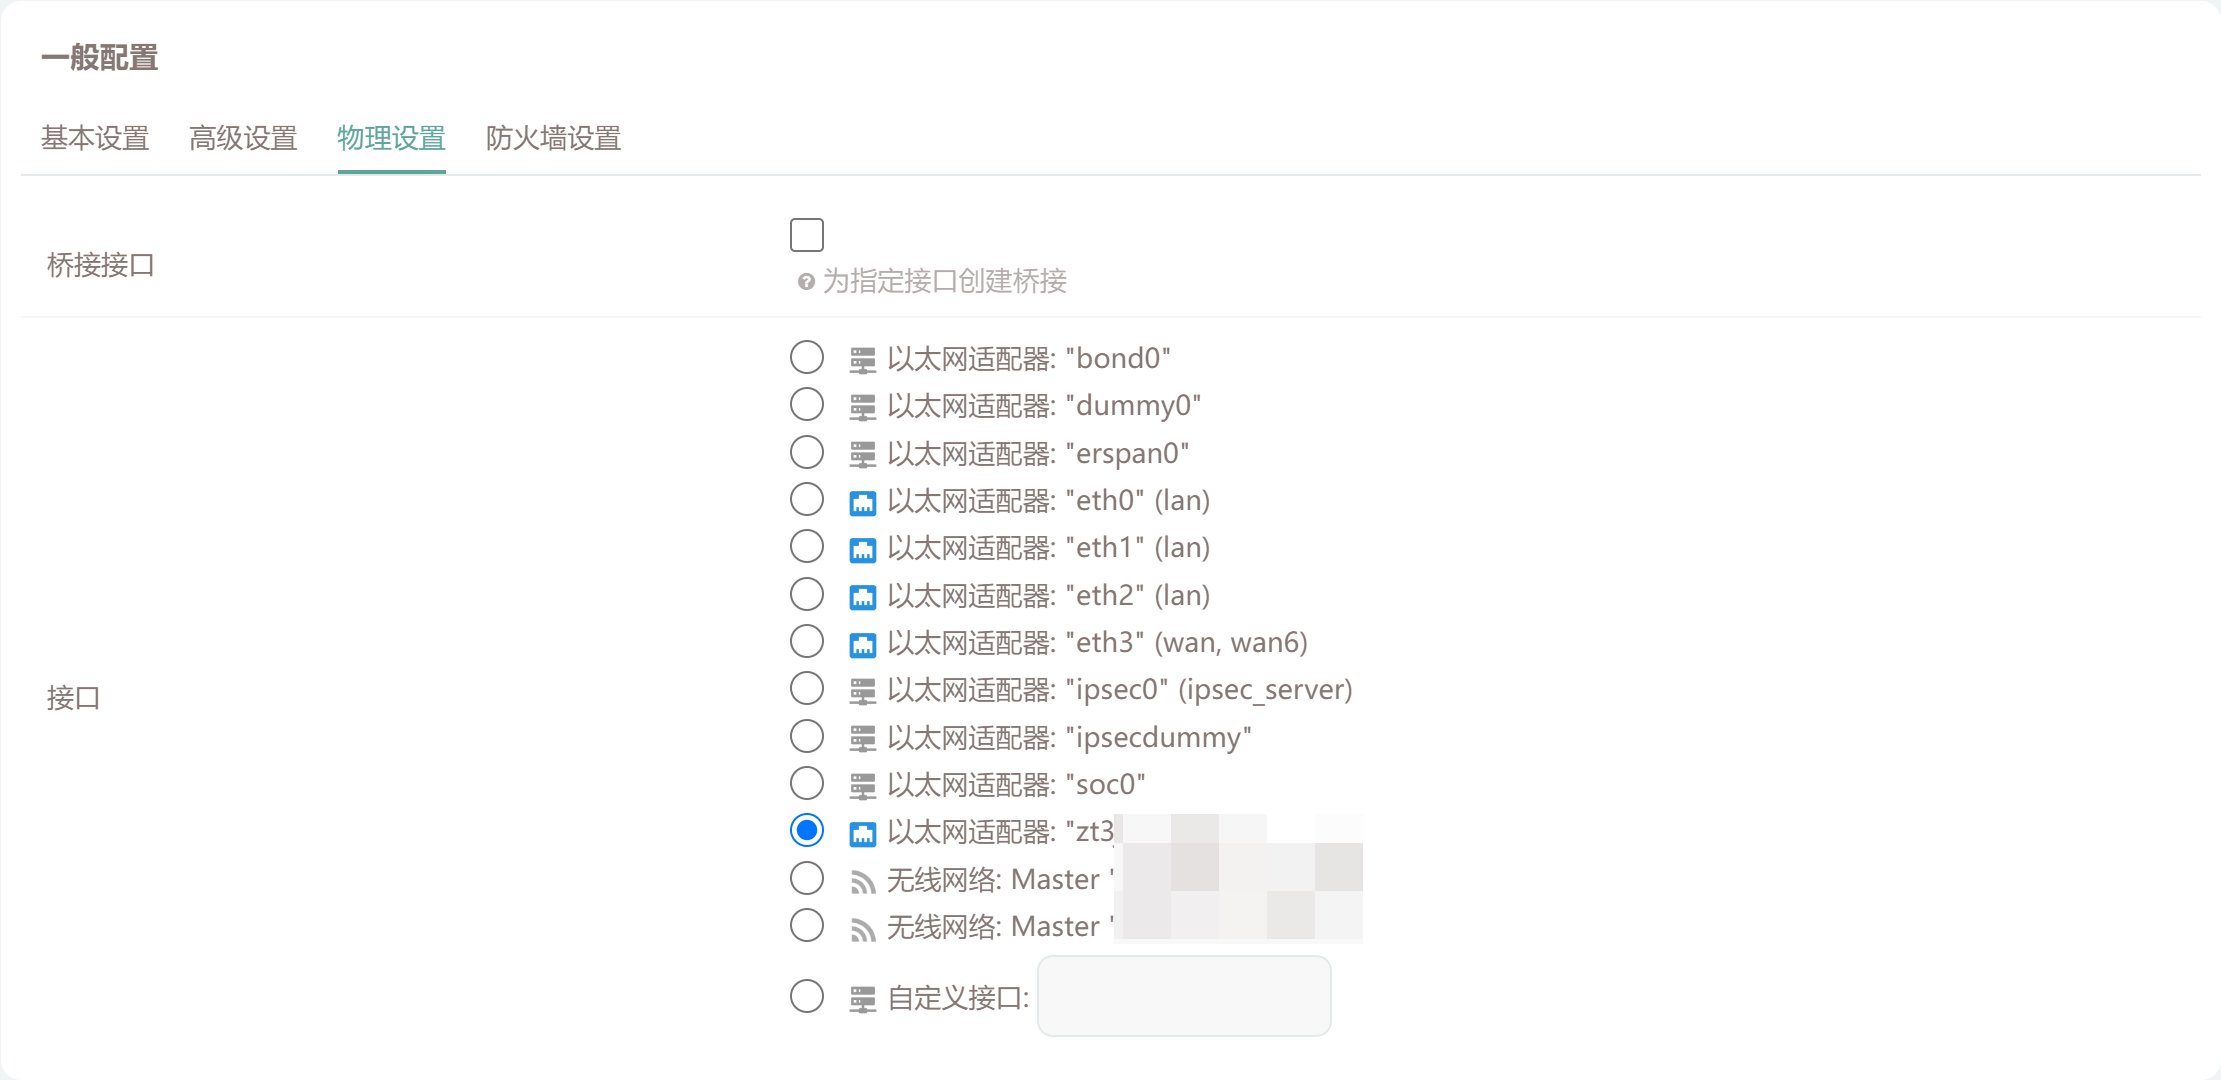 一般配置
基本设置 高级设置 物理设置 防火墙设置
桥接接口
为指定接口创建桥接
接口
以太网适配器: "bond0"
以太网适配器: "dummy0"
以太网适配器: "erspan0"
以太网适配器: "eth0" (lan)
以太网适配器: "eth1" (lan)
以太网适配器: "eth2" (lan)
以太网适配器: "eth3" (wan, wan6)
以太网适配器: "ipsec0" (ipsec_server)
以太网适配器: "ipsecdummy"
以太网适配器: "soc0"
以太网适配器: "zt3
无线网络: Master "
无线网络: Master "
自定义接口: